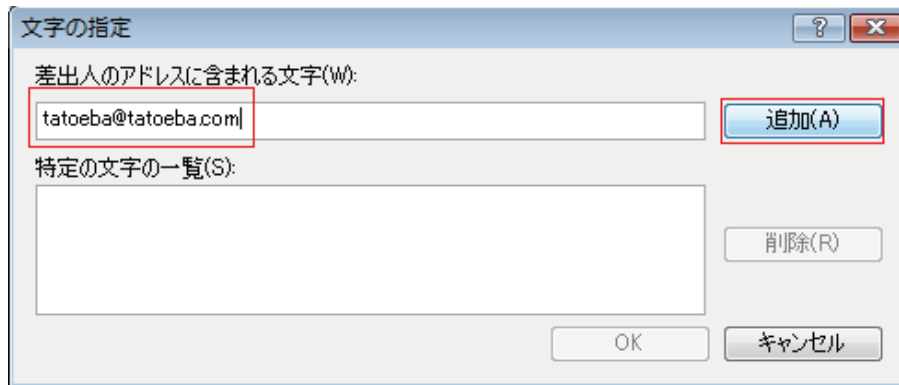 文字の指定
差出人のアドレスに含まれる文字(W):
tatoeba@tatoeba.com
追加(A)
特定の文字の一覧(S):
削除(R)
OK
キャンセル